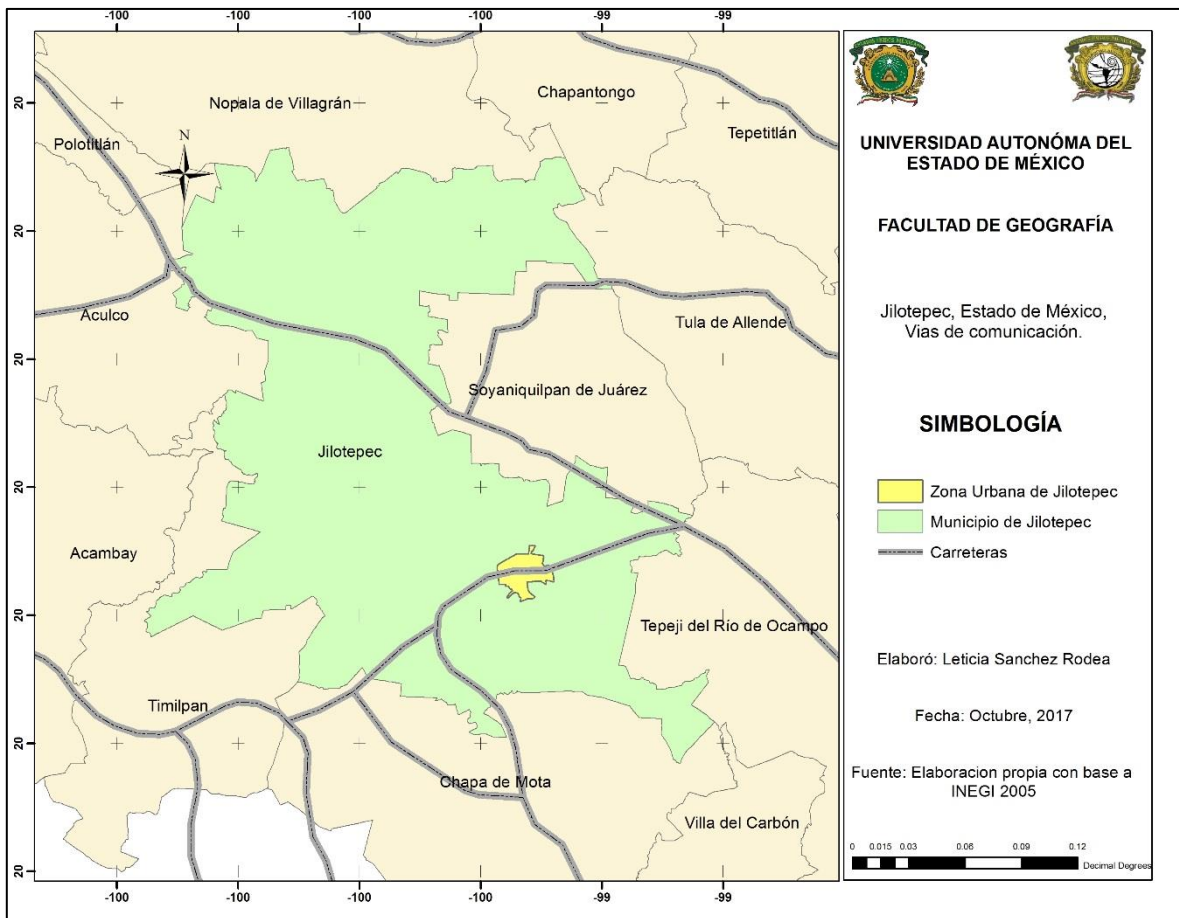 -100 -100 -100 -100 -99 -99
20
20
20
20
20
20
20
N
Nopala de Villagrán
Chapantongo
Polotitlán
Tepetitlán
Aculco
Tula de Allende
Soyaniquilpan de Juárez
Jilotepec
Acambay
Tepeji del Río de Ocampo
Timilpan
Chapa de Mota
Villa del Carbón
-100 -100 -100 -100 -99 -99
UNIVERSIDAD AUTONÓMA DEL
ESTADO DE MÉXICO
FACULTAD DE GEOGRAFÍA
Jilotepec, Estado de México,
Vias de comunicación.
SIMBOLOGÍA
Zona Urbana de Jilotepec
Municipio de Jilotepec
Carreteras
Elaboró: Leticia Sanchez Rodea
Fecha: Octubre, 2017
Fuente: Elaboracion propia con base a
INEGI 2005
0 0.015 0.03 0.06 0.09 0.12
Decimal Degrees